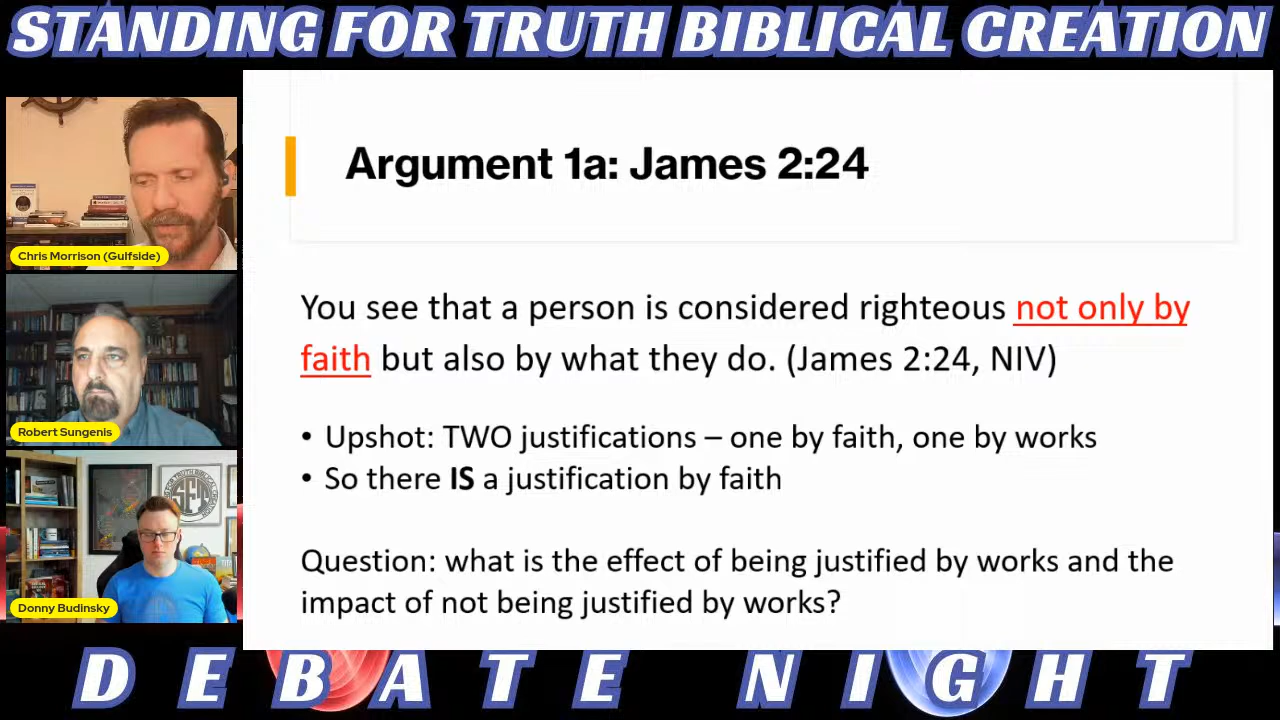 STANDING FOR TRUTH BIBLICAL CREATION
Chris Morrison (Gulfside)
Robert Sungenis
SFT
Donny Budinsky
Argument 1a: James 2:24
You see that a person is considered righteous not only by
faith but also by what they do. (James 2:24, NIV)
• Upshot: TWO justifications – one by faith, one by works
• So there IS a justification by faith
Question: what is the effect of being justified by works and the
impact of not being justified by works?
DEBATE NIGHT